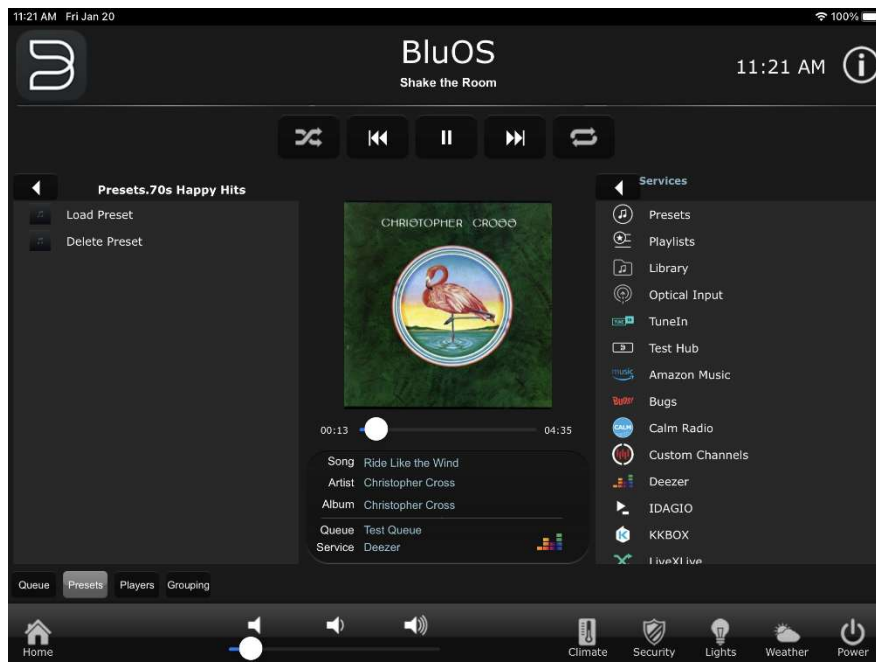 11:21 AM Fri Jan 20
100%
BluOS
Shake the Room
11:21 AM
Presets.70s Happy Hits
Load Preset
Delete Preset
CHRISTOPHER CROSS
00:13
04:35
Song Ride Like the Wind
Artist Christopher Cross
Album Christopher Cross
Queue Test Queue
Service Deezer
Services
Presets
Playlists
Library
Optical Input
TuneIn
Test Hub
music
Amazon Music
Bugs
CALM
Calm Radio
Custom Channels
Deezer
IDAGIO
K
KKBOX
LiveXLive
Queue Presets Players Grouping
Home
Climate Security Lights Weather Power